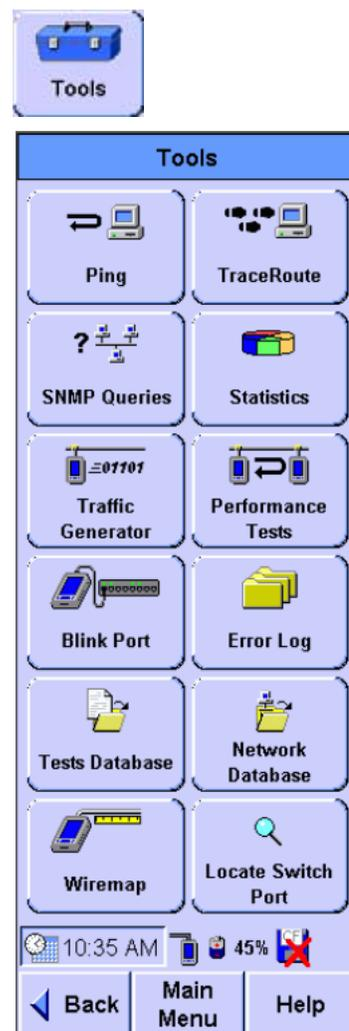 Tools
Tools
Ping
TraceRoute
?
SNMP Queries
Statistics
01101
Traffic
Generator
Performance
Tests
Blink Port
Error Log
Tests Database
Network
Database
Wiremap
Locate Switch
Port
10:35 AM
45%
CF
Back
Main
Menu
Help